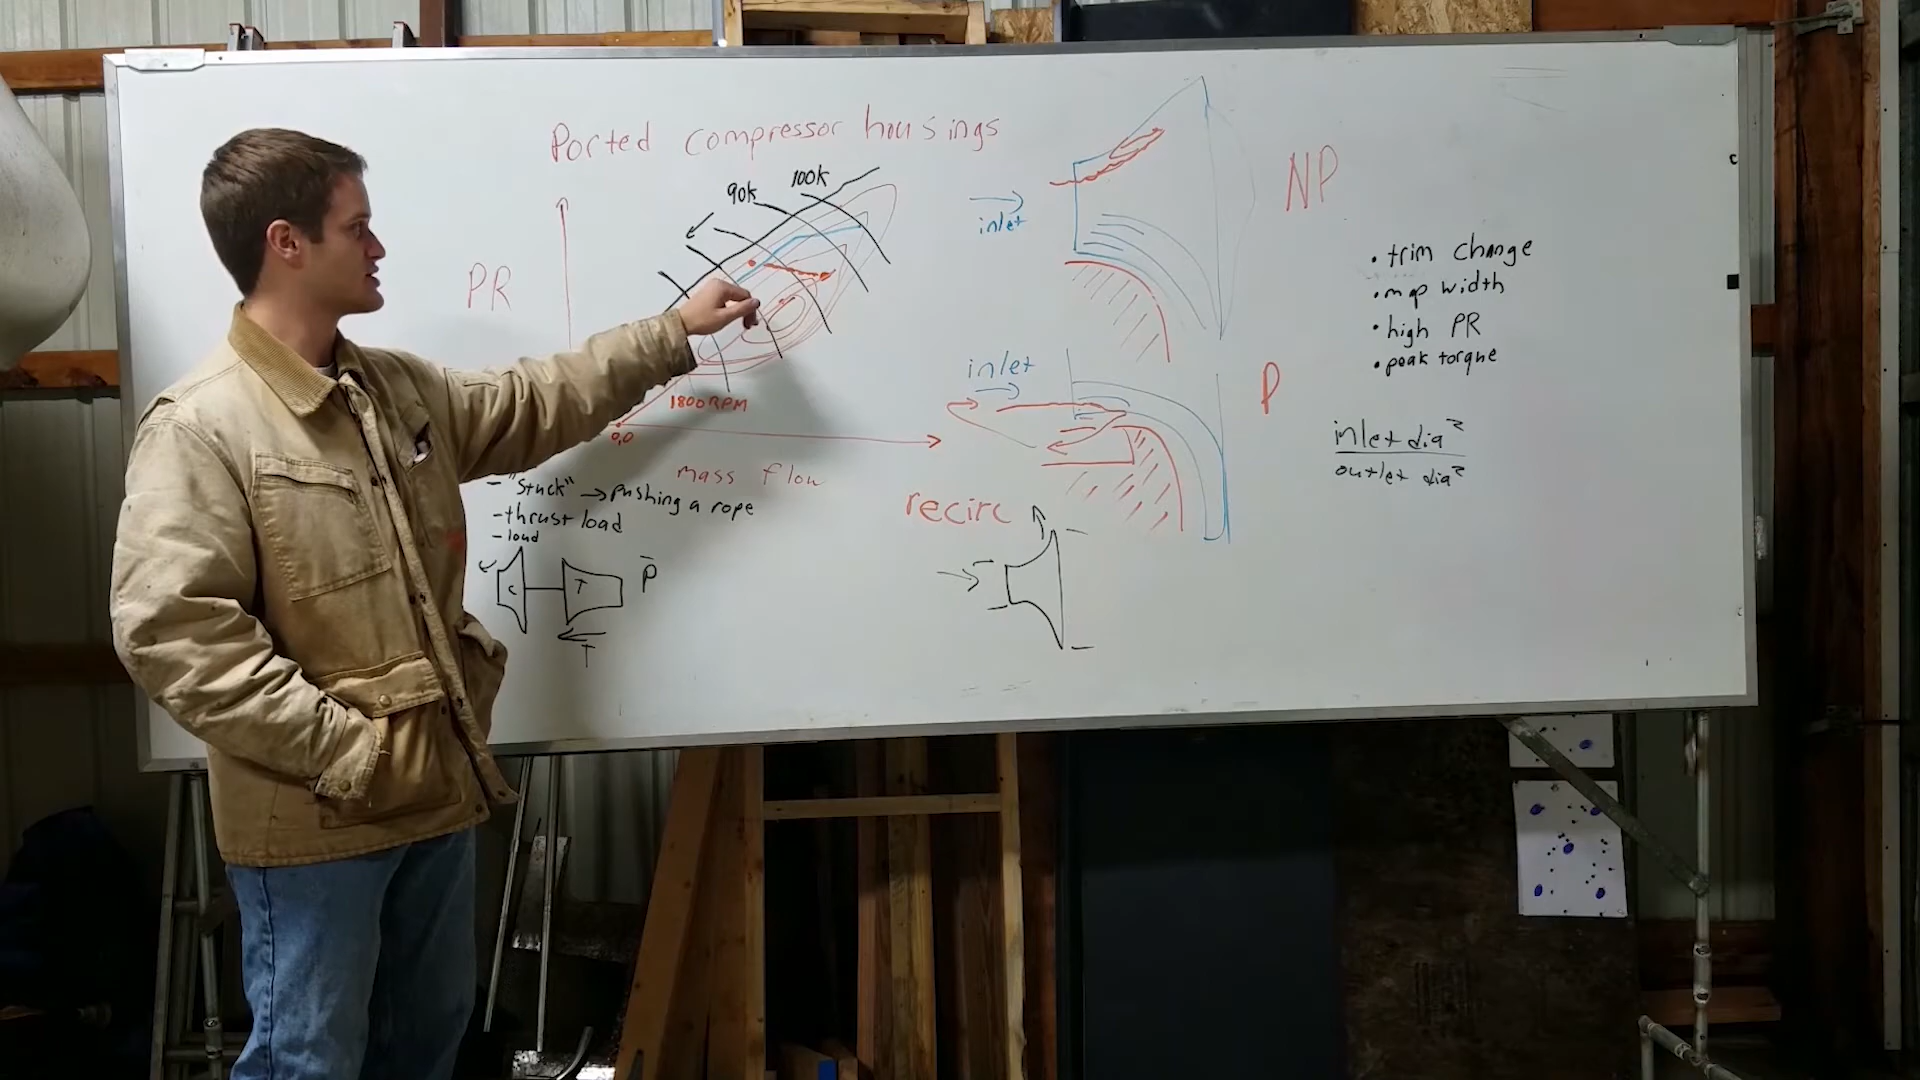 Ported compressor housings
90k
100k
PR
1800RPM
0,0
mass flow
- "Stuck" → pushing a rope
- thrust load
- loud
C
T
P
T
inlet
NP
inlet
P
recirc
• trim change
• map width
• high PR
• peak torque
inlet dia²
outlet dia²